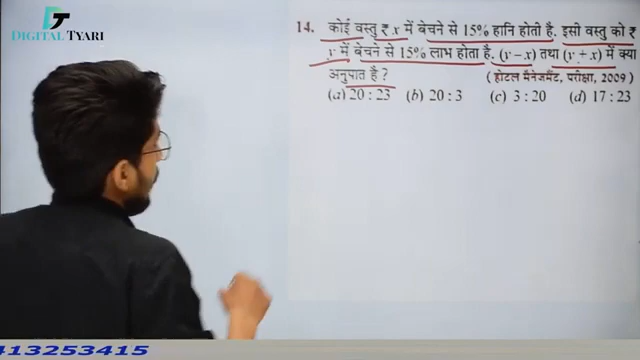 DT
DIGITAL TYARI
14. कोई वस्तु ₹ x में बेचने से 15% हानि होती है. इसी वस्तु को ₹
y में बेचने से 15% लाभ होता है. (y – x) तथा (y + x) में क्या
अनुपात है ?
(होटल मैनेजमैंट, परीक्षा, 2009)
(a) 20 : 23 (b) 20 : 3 (c) 3 : 20 (d) 17 : 23
413253415